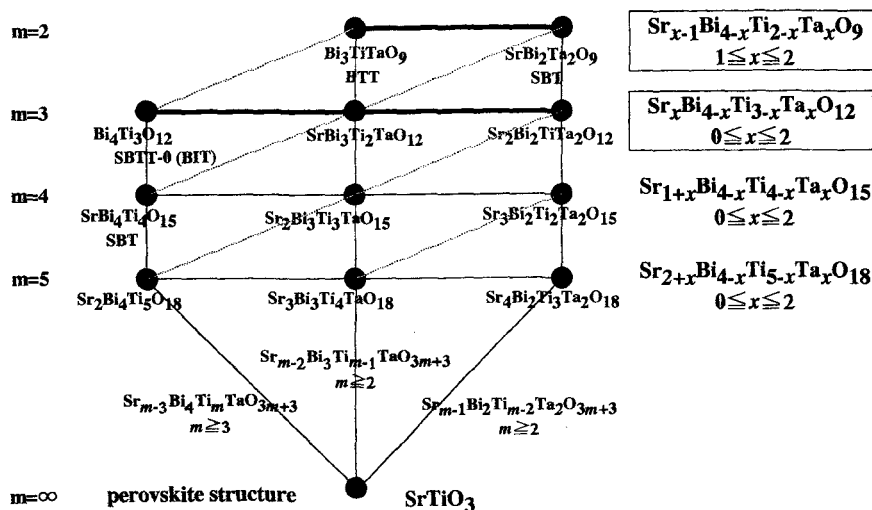 m=2
Bi₃TiTaO₉
BTT
SrBi₂Ta₂O₉
SBT
Srₓ₋₁Bi₄₋ₓTi₂₋ₓTaₓO₉
1≦x≦2
m=3
Bi₄Ti₃O₁₂
SBTT-0 (BIT)
SrBi₃Ti₂TaO₁₂
Sr₂Bi₂TiTa₂O₁₂
SrₓBi₄₋ₓTi₃₋ₓTaₓO₁₂
0≦x≦2
m=4
SrBi₄Ti₄O₁₅
SBT
Sr₂Bi₃Ti₃TaO₁₅
Sr₃Bi₂Ti₂Ta₂O₁₅
Sr₁₊ₓBi₄₋ₓTi₄₋ₓTaₓO₁₅
0≦x≦2
m=5
Sr₂Bi₄Ti₅O₁₈
Sr₃Bi₃Ti₄TaO₁₈
Sr₄Bi₂Ti₃Ta₂O₁₈
Sr₂₊ₓBi₄₋ₓTi₅₋ₓTaₓO₁₈
0≦x≦2
Srₘ₋₂Bi₃Tiₘ₋₁TaO₃ₘ₊₃
m≧2
Srₘ₋₃Bi₄TiₘTaO₃ₘ₊₃
m≧3
Srₘ₋₁Bi₂Tiₘ₋₂Ta₂O₃ₘ₊₃
m≧2
m=∞ perovskite structure SrTiO₃